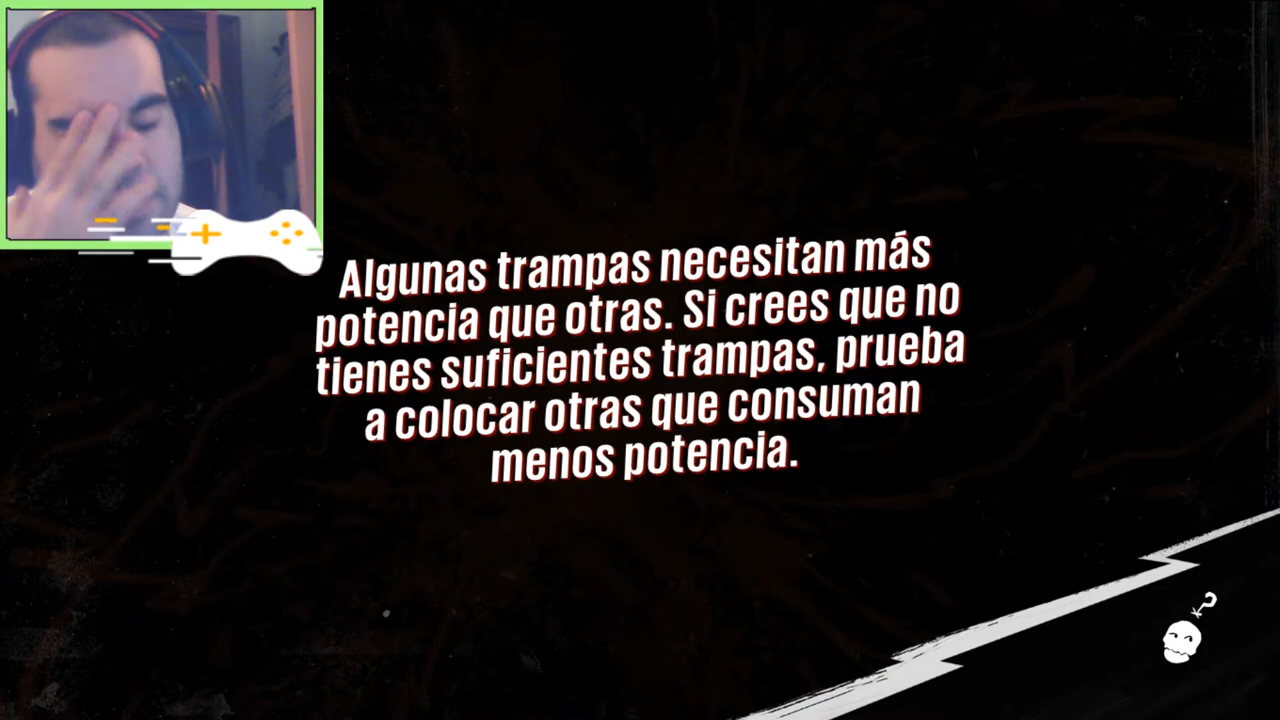 Algunas trampas necesitan más
potencia que otras. Si crees que no
tienes suficientes trampas, prueba
a colocar otras que consuman
menos potencia.